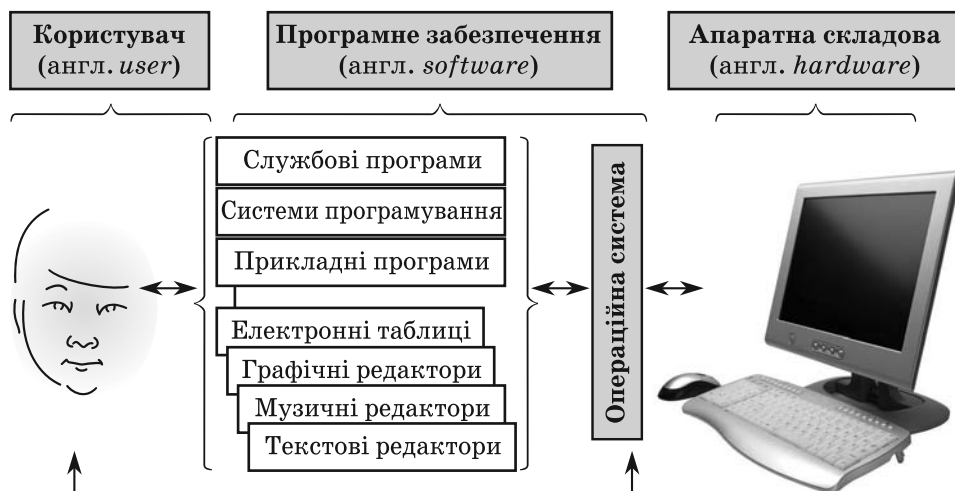 Користувач
(англ. user)
Програмне забезпечення
(англ. software)
Апаратна складова
(англ. hardware)
Службові програми
Системи програмування
Прикладні програми
Електронні таблиці
Графічні редактори
Музичні редактори
Текстові редактори
Операційна система